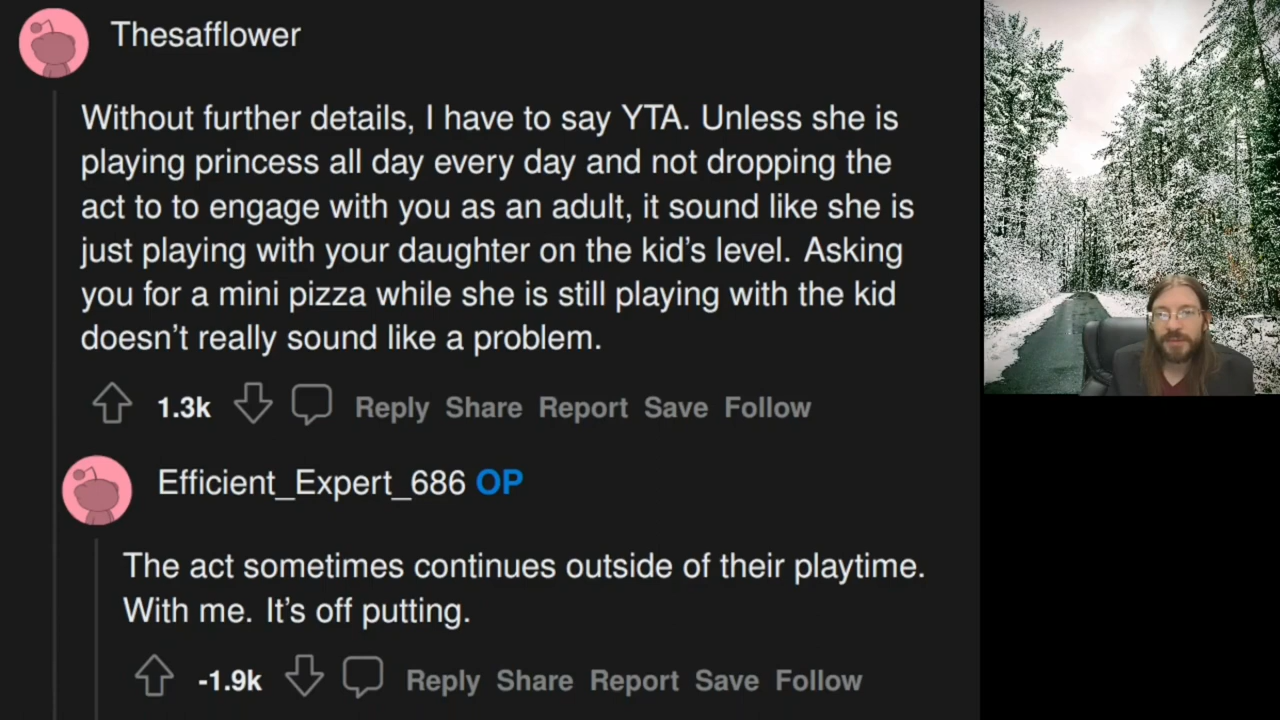 Thesafflower
Without further details, I have to say YTA. Unless she is
playing princess all day every day and not dropping the
act to to engage with you as an adult, it sound like she is
just playing with your daughter on the kid's level. Asking
you for a mini pizza while she is still playing with the kid
doesn't really sound like a problem.
1.3k Reply Share Report Save Follow
Efficient_Expert_686 OP
The act sometimes continues outside of their playtime.
With me. It's off putting.
-1.9k Reply Share Report Save Follow